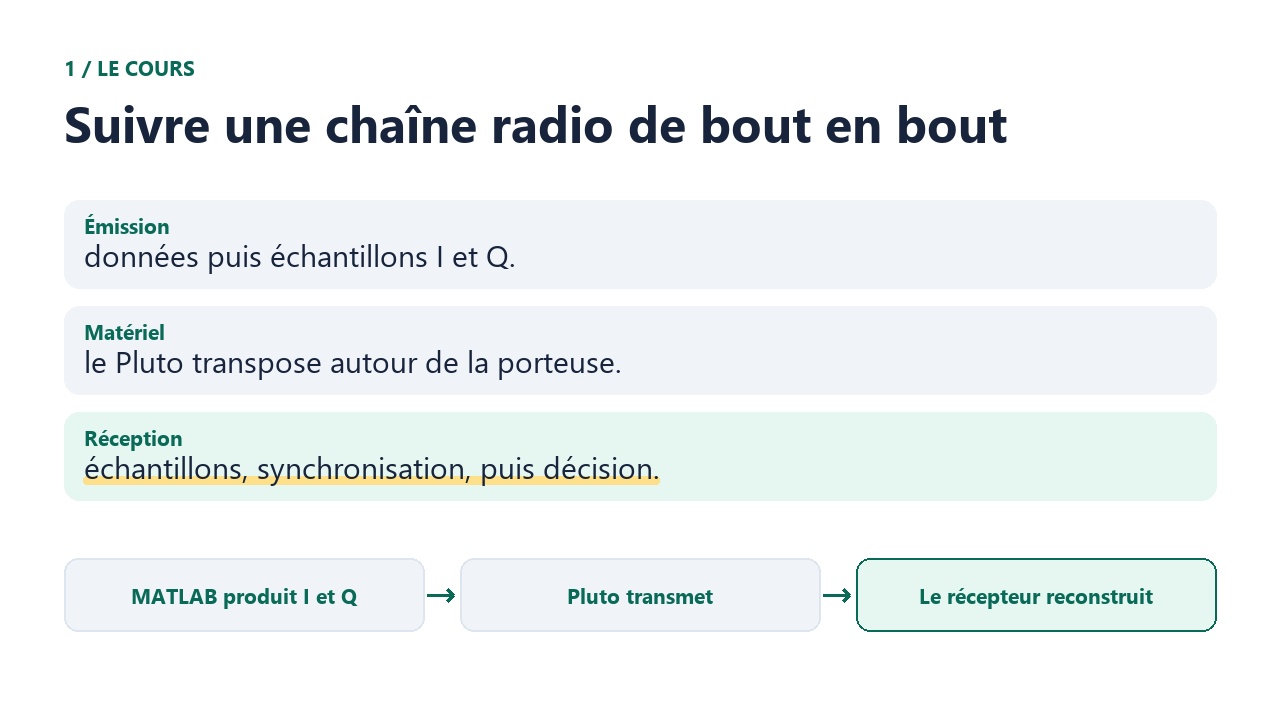 1 / LE COURS
Suivre une chaîne radio de bout en bout
Émission
données puis échantillons I et Q.
Matériel
le Pluto transpose autour de la porteuse.
Réception
échantillons, synchronisation, puis décision.
MATLAB produit I et Q
Pluto transmet
Le récepteur reconstruit